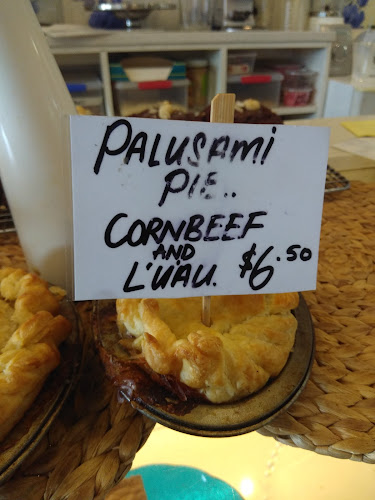 PALUSAMI
PIE..
CORNBEEF
AND
L'UAU. $6.50